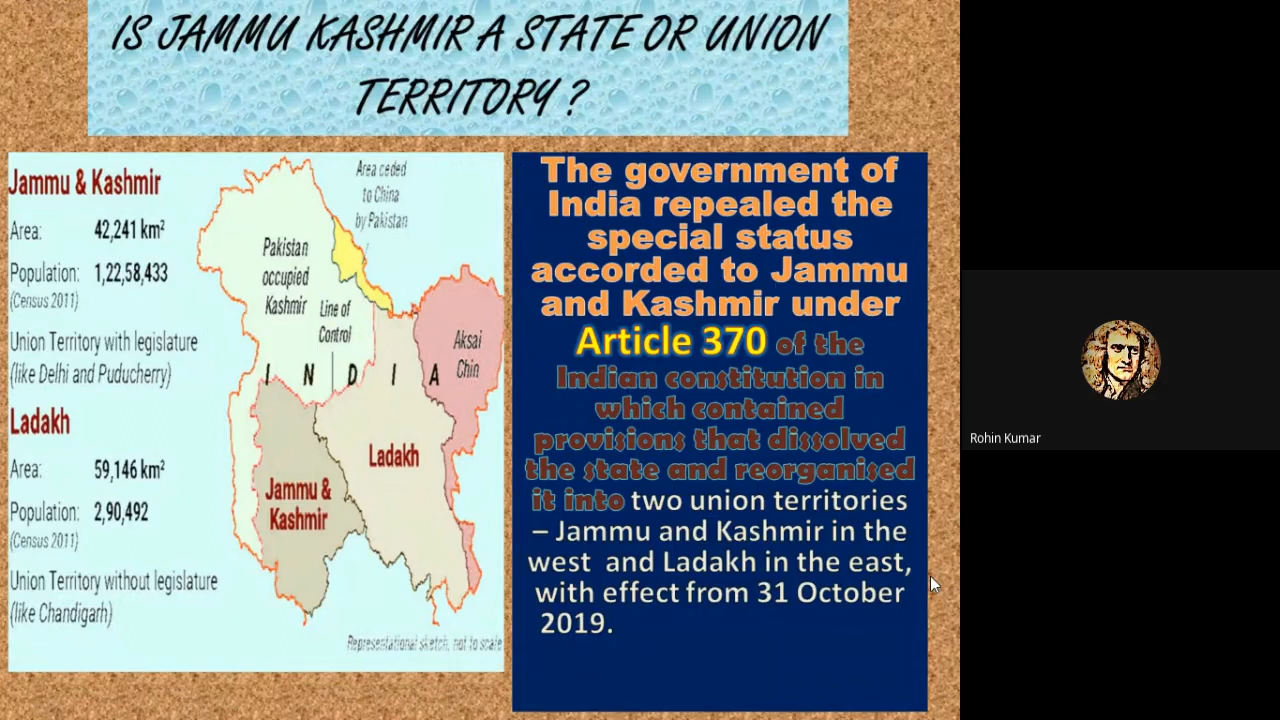 IS JAMMU KASHMIR A STATE OR UNION
TERRITORY ?
Jammu & Kashmir
Area: 42,241 km²
Population: 1,22,58,433
(Census 2011)
Union Territory with legislature
(like Delhi and Puducherry)
Ladakh
Area: 59,146 km²
Population: 2,90,492
(Census 2011)
Union Territory without legislature
(like Chandigarh)
Area ceded
to China
by Pakistan
Pakistan
occupied
Kashmir
Line of
Control
Aksai
Chin
I N D I A
Ladakh
Jammu &
Kashmir
Representational sketch, not to scale
The government of
India repealed the
special status
accorded to Jammu
and Kashmir under
Article 370 of the
Indian constitution in
which contained
provisions that dissolved
the state and reorganised
it into two union territories
– Jammu and Kashmir in the
west and Ladakh in the east,
with effect from 31 October
2019.
Rohin Kumar